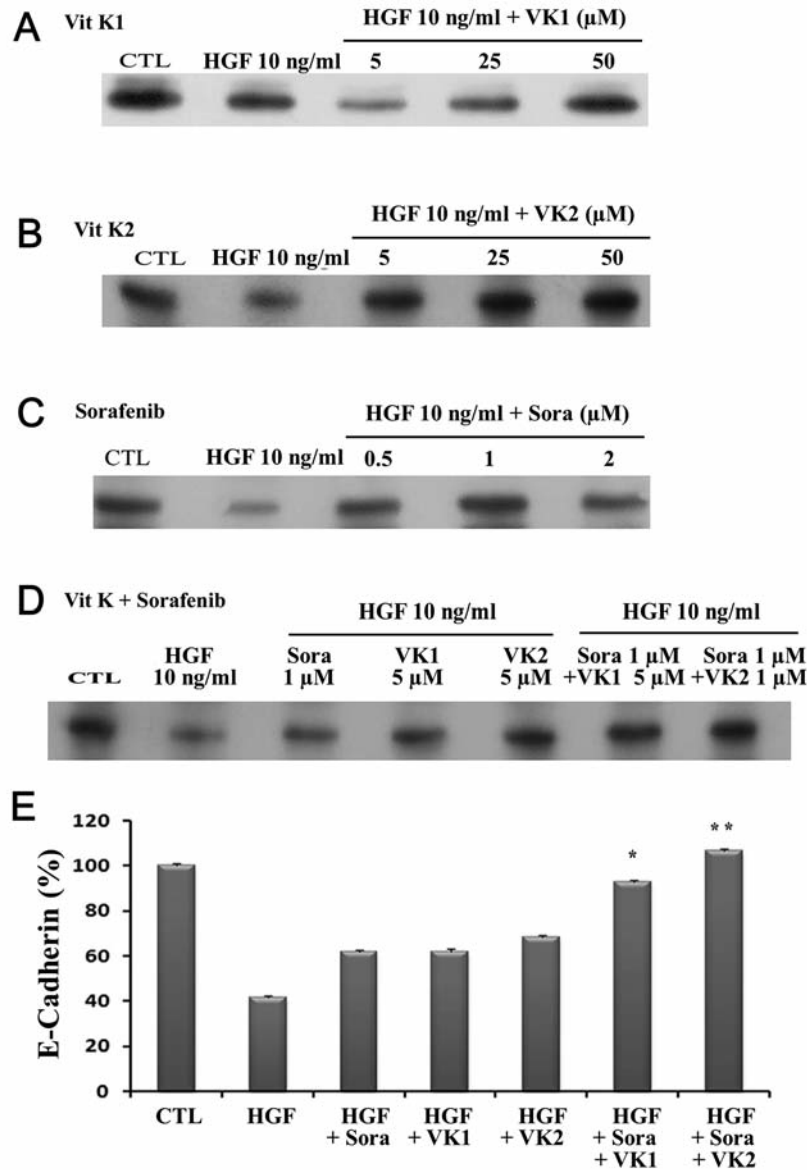 A Vit K1
HGF 10 ng/ml + VK1 (µM)
CTL HGF 10 ng/ml 5 25 50
B Vit K2
HGF 10 ng/ml + VK2 (µM)
CTL HGF 10 ng/ml 5 25 50
C Sorafenib
HGF 10 ng/ml + Sora (µM)
CTL HGF 10 ng/ml 0.5 1 2
D Vit K + Sorafenib
HGF 10 ng/ml HGF 10 ng/ml
HGF Sora VK1 VK2 Sora 1 µM Sora 1 µM
CTL 10 ng/ml 1 µM 5 µM 5 µM +VK1 5 µM +VK2 1 µM
E
E-Cadherin (%)
120
100
80
60
40
20
0
* **
CTL HGF HGF HGF HGF HGF HGF
+ Sora + VK1 + VK2 + Sora + Sora
+ VK1 + VK2